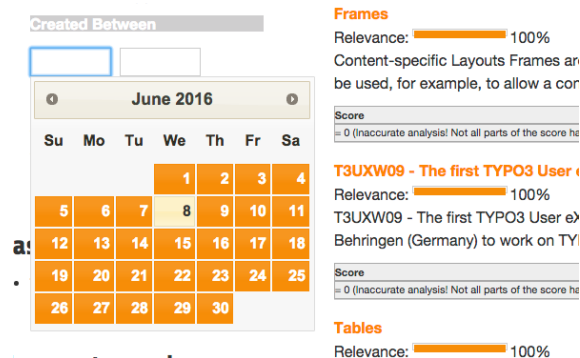 Created Between
June 2016
Su Mo Tu We Th Fr Sa
1 2 3 4
5 6 7 8 9 10 11
12 13 14 15 16 17 18
19 20 21 22 23 24 25
26 27 28 29 30
Frames
Relevance: 100%
Content-specific Layouts Frames are
be used, for example, to allow a con
Score
= 0 (Inaccurate analysis! Not all parts of the score ha
T3UXW09 - The first TYPO3 User e
Relevance: 100%
T3UXW09 - The first TYPO3 User eX
Behringen (Germany) to work on TY
Score
= 0 (Inaccurate analysis! Not all parts of the score ha
Tables
Relevance: 100%